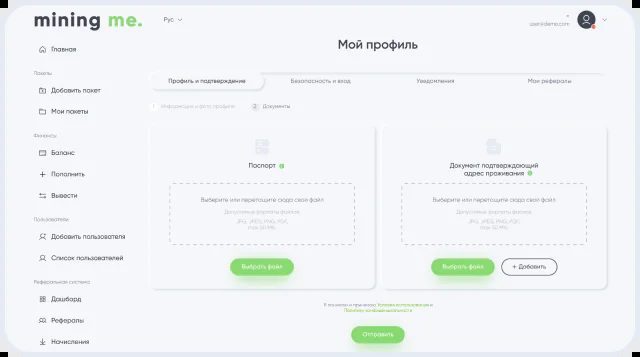 mining me.
Рус
user@demo.com
Главная
Пакеты
Добавить пакет
Мои пакеты
Финансы
Баланс
Пополнить
Вывести
Пользователи
Добавить пользователя
Список пользователей
Реферальная система
Дашборд
Рефералы
Начисления
Мой профиль
Профиль и подтверждение
Безопасность и вход
Уведомления
Мои рефералы
1 Информация и фото профиля
2 Документы
Паспорт
Выберите или перетащите сюда свой файл
Допустимые форматы файлов
JPG, JPEG, PNG, PDF,
max 50 Мб.
Выбрать файл
Документ подтверждающий
адрес проживания
Выберите или перетащите сюда свой файл
Допустимые форматы файлов
JPG, JPEG, PNG, PDF,
max 50 Мб.
Выбрать файл
+ Добавить
Я понимаю и принимаю Условия использования и
Политику конфиденциальности
Отправить